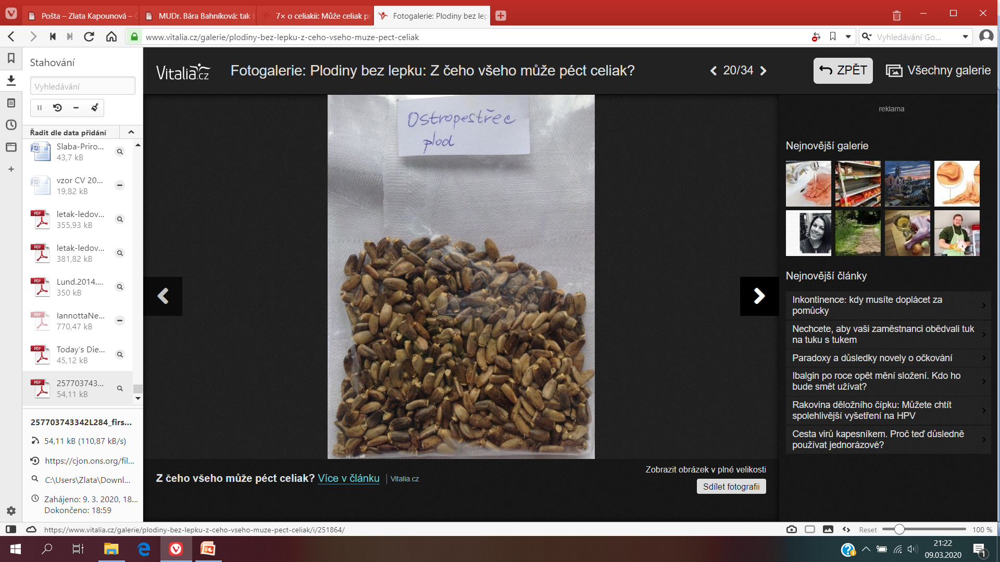 Pošta – Zlata Kapounová –
MUDr. Bára Bahníková: tak
7× o celiakii: Může celiak p
Fotogalerie: Plodiny bez lep
www.vitalia.cz/galerie/plodiny-bez-lepku-z-ceho-vseho-muze-pect-celiak
Vyhledávání Go...
Stahování
Vyhledávání
Řadit dle data přidání
Slaba-Priro...
43,7 kB
vzor CV 20...
19,82 kB
letak-ledov...
355,93 kB
letak-ledov...
381,82 kB
Lund.2014....
350 kB
IannottaNe...
770,47 kB
Today's Die...
45,12 kB
257703743...
54,11 kB
257703743342L284_firs...
54,11 kB (110,87 kB/s)
https://cjon.ons.org/fil...
C:\Users\Zlata\Downl...
Zahájeno: 9. 3. 2020, 18...
Dokončeno: 18:59
Vitalia.cz
Fotogalerie: Plodiny bez lepku: Z čeho všeho může péct celiak?
20/34
ZPĚT
Všechny galerie
Ostropestřec
plod
Z čeho všeho může péct celiak? Více v článku | Vitalia.cz
Zobrazit obrázek v plné velikosti
Sdílet fotografii
reklama
Nejnovější galerie
Nejnovější články
Inkontinence: kdy musíte doplácet za
pomůcky
Nechcete, aby vaši zaměstnanci obědvali tuk
na tuku s tukem
Paradoxy a důsledky novely o očkování
Ibalgin po roce opět mění složení. Kdo ho
bude smět užívat?
Rakovina děložního čípku: Můžete chtít
spolehlivější vyšetření na HPV
Cesta virů kapesníkem. Proč teď důsledně
používat jednorázové?
https://www.vitalia.cz/galerie/plodiny-bez-lepku-z-ceho-vseho-muze-pect-celiak/i/251864/
Reset
100 %
21:22
09.03.2020
1